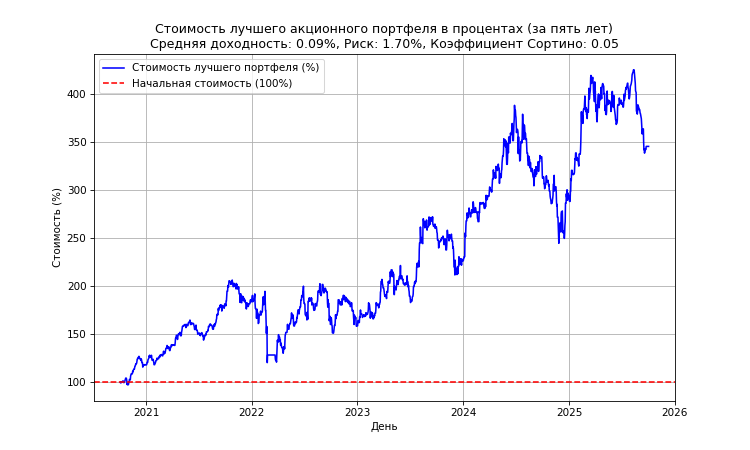 Стоимость лучшего акционного портфеля в процентах (за пять лет)
Средняя доходность: 0.09%, Риск: 1.70%, Коэффициент Сортино: 0.05
Стоимость лучшего портфеля (%)
Начальная стоимость (100%)
Стоимость (%)
400
350
300
250
200
150
100
2021
2022
2023
2024
2025
2026
День